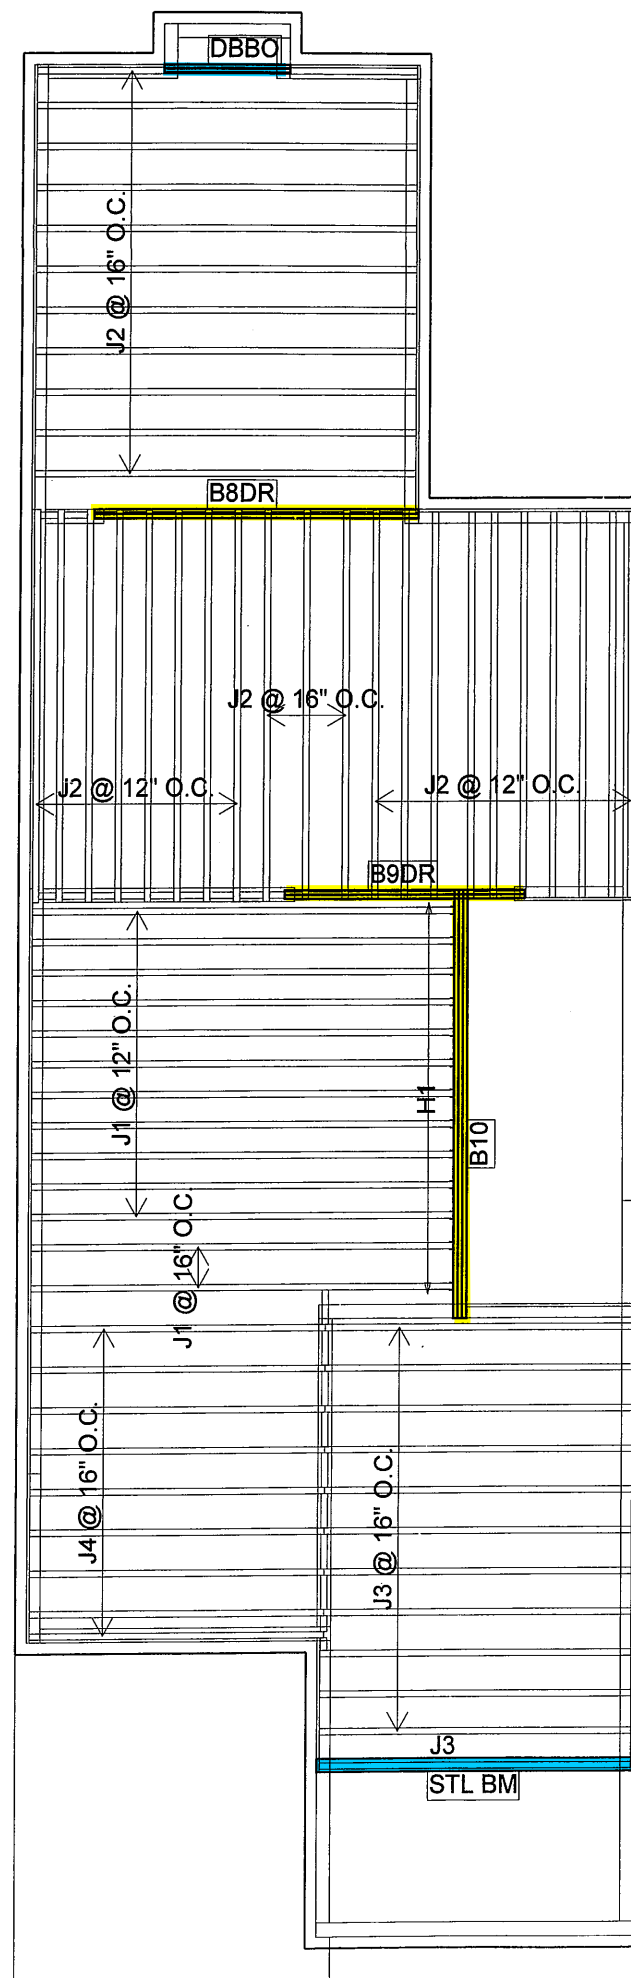 DBBO
J2 @ 16" O.C.
B8DR
J2 @ 16" O.C.
J2 @ 12" O.C.
J2 @ 12" O.C.
B9DR
J1 @ 12" O.C.
H1
B10
J1 @ 16" O.C.
J4 @ 16" O.C.
J3 @ 16" O.C.
J3
STL BM